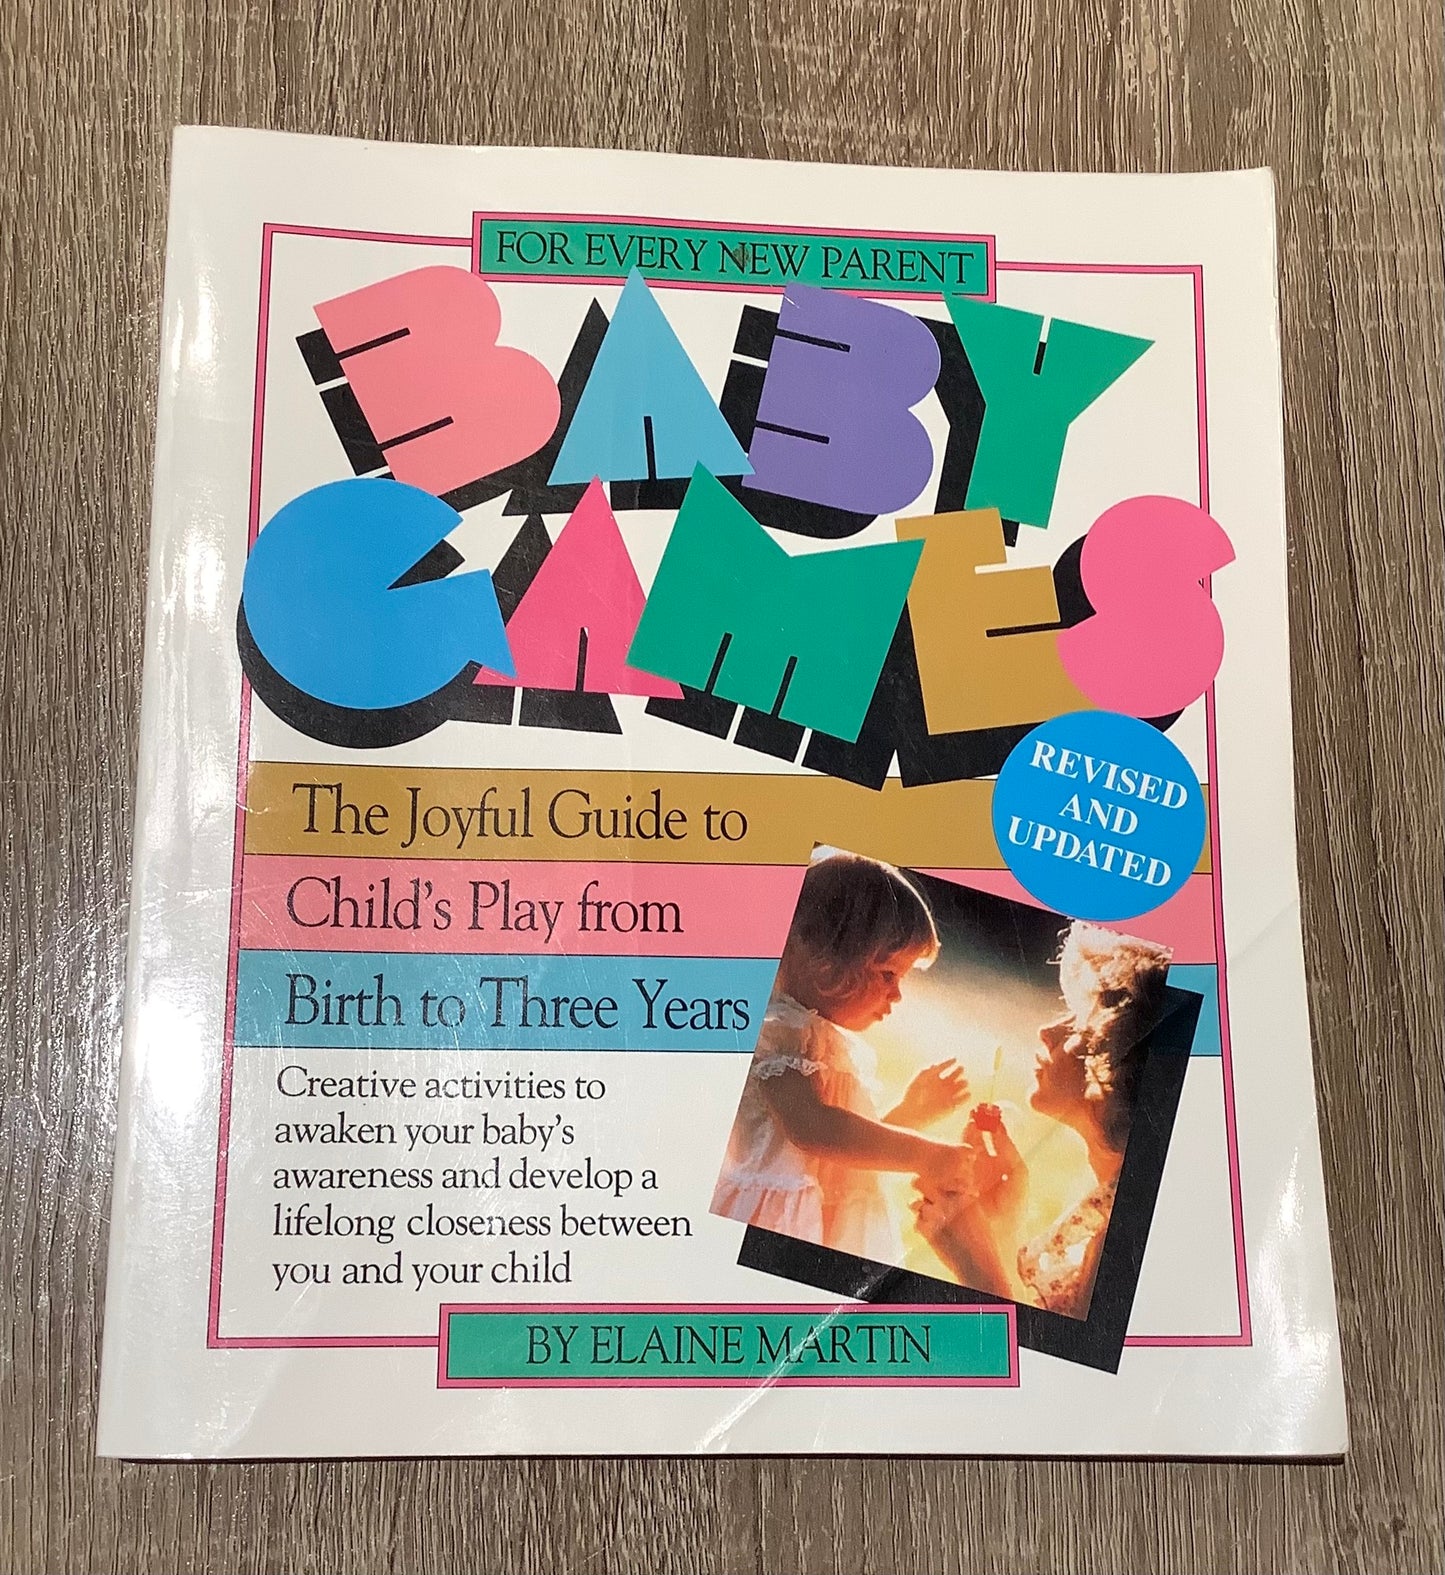 FOR EVERY NEW PARENT
BABY
GAMES
REVISED
AND
UPDATED
The Joyful Guide to
Child's Play from
Birth to Three Years
Creative activities to
awaken your baby's
awareness and develop a
lifelong closeness between
you and your child
BY ELAINE MARTIN